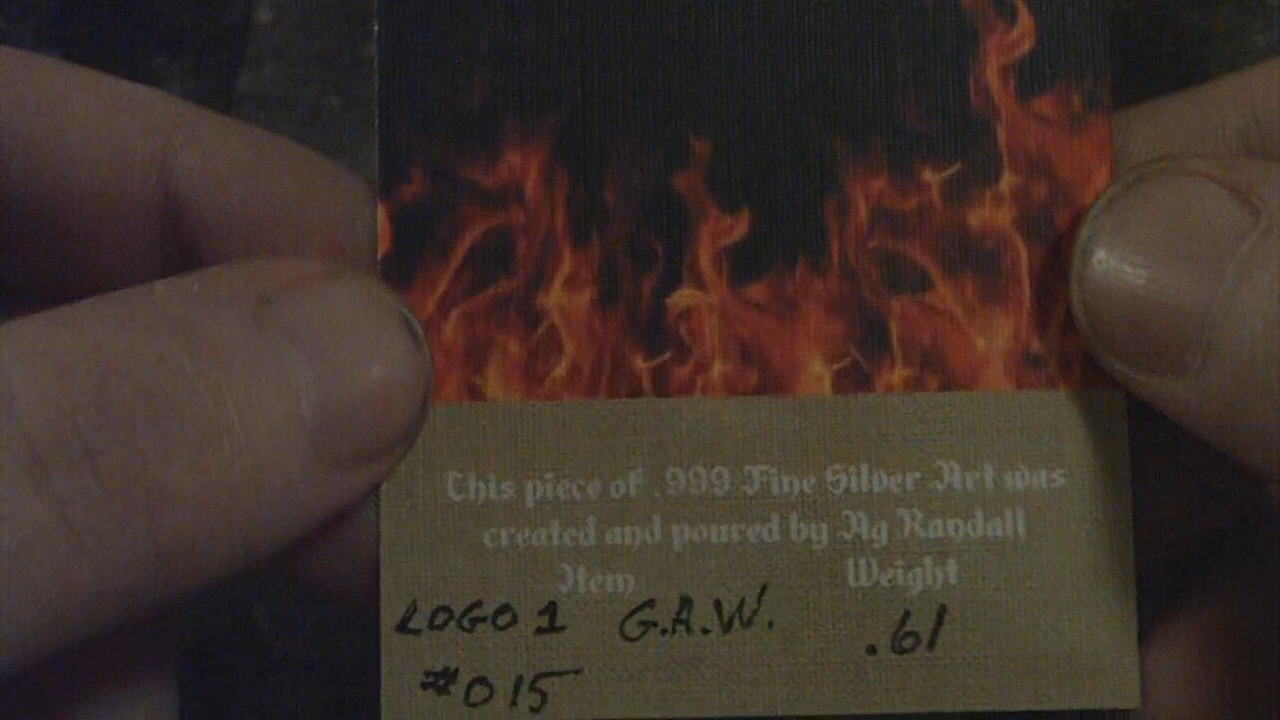 This piece of .999 Fine Silver Art was
created and poured by Ag Randall
Item Weight
LOGO 1 G.A.W. .61
#015